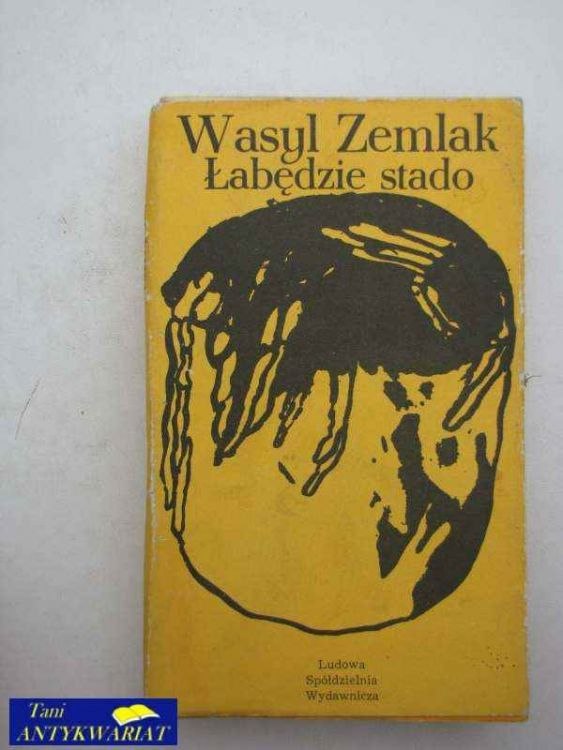 Wasyl Zemlak
Łabędzie stado
Ludowa
Spółdzielnia
Wydawnicza
Tani
ANTYKWARIAT